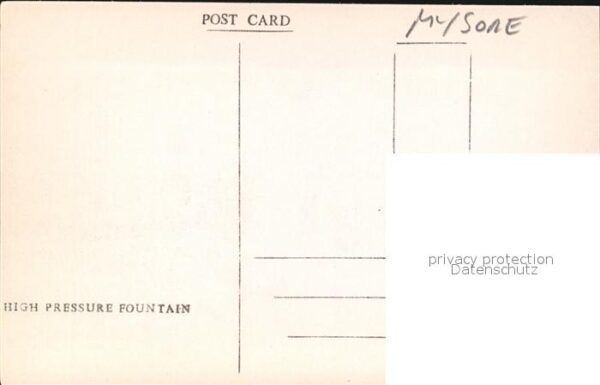 POST CARD
MYSORE
privacy protection
Datenschutz
HIGH PRESSURE FOUNTAIN